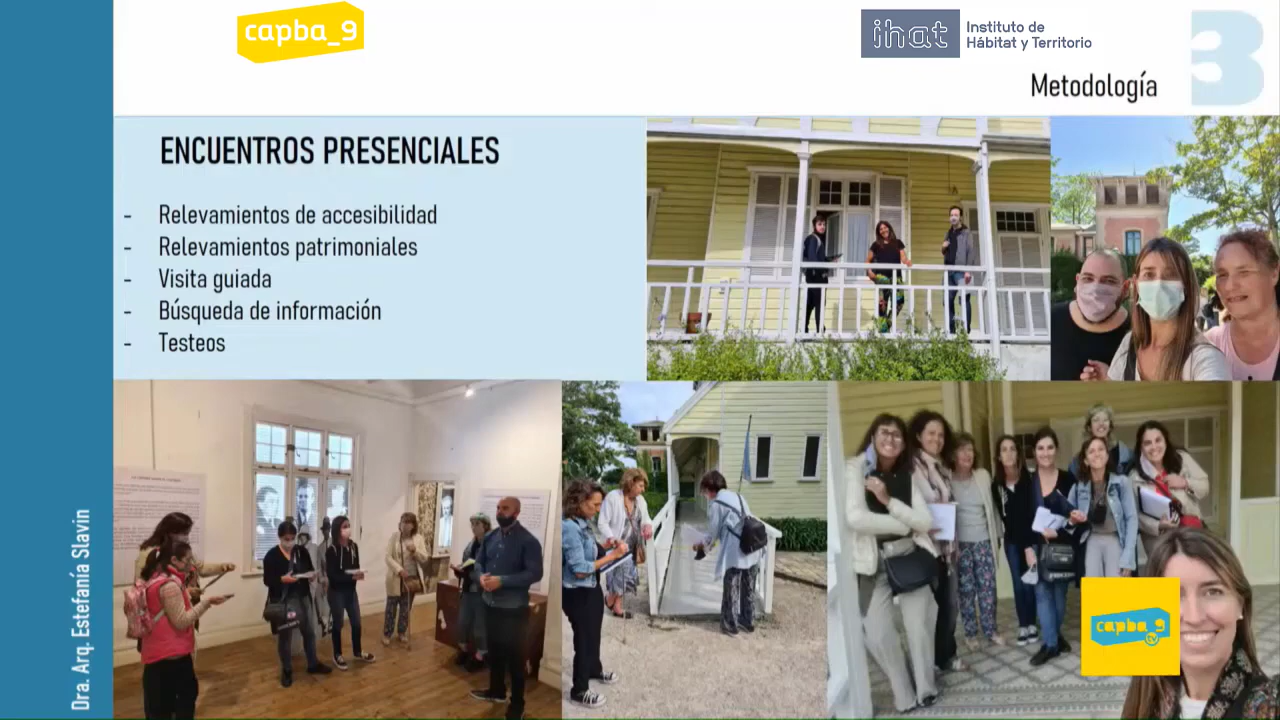 capba_9
ihat
Instituto de
Hábitat y Territorio
3
Metodología
ENCUENTROS PRESENCIALES
- Relevamientos de accesibilidad
- Relevamientos patrimoniales
- Visita guiada
- Búsqueda de información
- Testeos
Dra. Arq. Estefanía Slavin
capba_9
tv